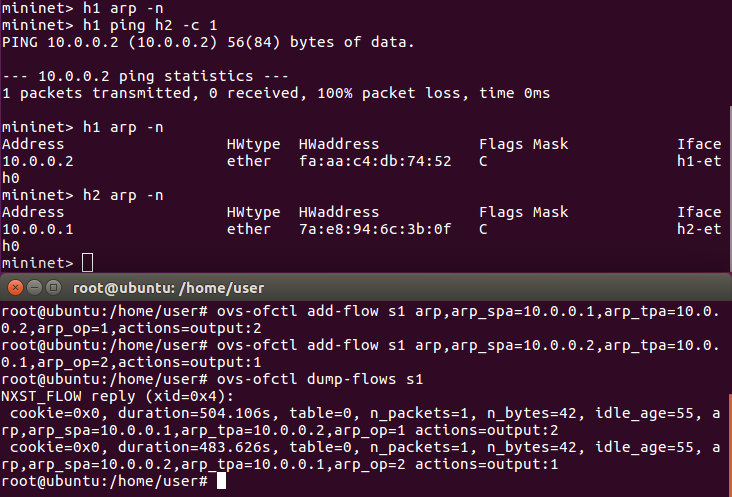 mininet> h1 arp -n
mininet> h1 ping h2 -c 1
PING 10.0.0.2 (10.0.0.2) 56(84) bytes of data.
--- 10.0.0.2 ping statistics ---
1 packets transmitted, 0 received, 100% packet loss, time 0ms
mininet> h1 arp -n
Address                  HWtype  HWaddress           Flags Mask            Iface
10.0.0.2                 ether   fa:aa:c4:db:74:52   C                     h1-et
h0
mininet> h2 arp -n
Address                  HWtype  HWaddress           Flags Mask            Iface
10.0.0.1                 ether   7a:e8:94:6c:3b:0f   C                     h2-et
h0
mininet>
root@ubuntu: /home/user
root@ubuntu:/home/user# ovs-ofctl add-flow s1 arp,arp_spa=10.0.0.1,arp_tpa=10.0.
0.2,arp_op=1,actions=output:2
root@ubuntu:/home/user# ovs-ofctl add-flow s1 arp,arp_spa=10.0.0.2,arp_tpa=10.0.
0.1,arp_op=2,actions=output:1
root@ubuntu:/home/user# ovs-ofctl dump-flows s1
NXST_FLOW reply (xid=0x4):
 cookie=0x0, duration=504.106s, table=0, n_packets=1, n_bytes=42, idle_age=55, a
rp,arp_spa=10.0.0.1,arp_tpa=10.0.0.2,arp_op=1 actions=output:2
 cookie=0x0, duration=483.626s, table=0, n_packets=1, n_bytes=42, idle_age=55, a
rp,arp_spa=10.0.0.2,arp_tpa=10.0.0.1,arp_op=2 actions=output:1
root@ubuntu:/home/user#